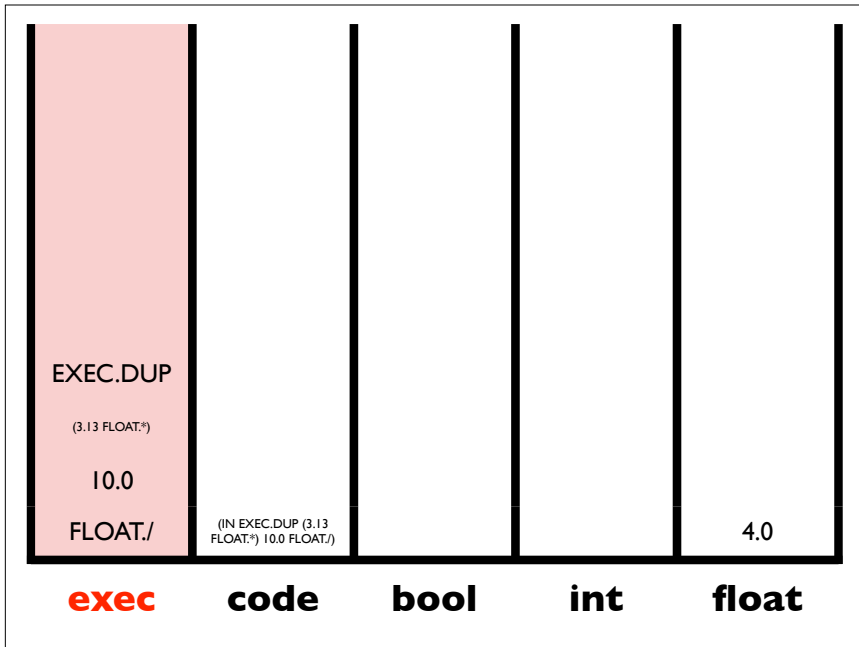 EXEC.DUP
(3.13 FLOAT.*)
10.0
FLOAT./
(IN EXEC.DUP (3.13
FLOAT.*) 10.0 FLOAT./)
4.0
exec
code
bool
int
float